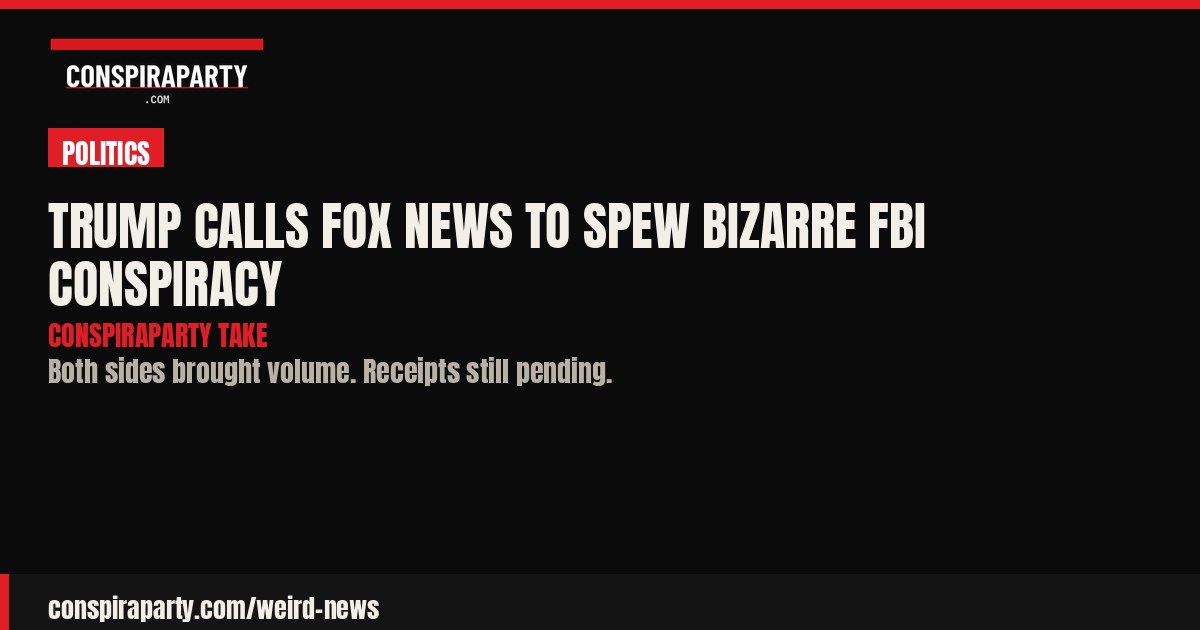 CONSPIRAPARTY
.COM
POLITICS
TRUMP CALLS FOX NEWS TO SPEW BIZARRE FBI
CONSPIRACY
CONSPIRAPARTY TAKE
Both sides brought volume. Receipts still pending.
conspiraparty.com/weird-news